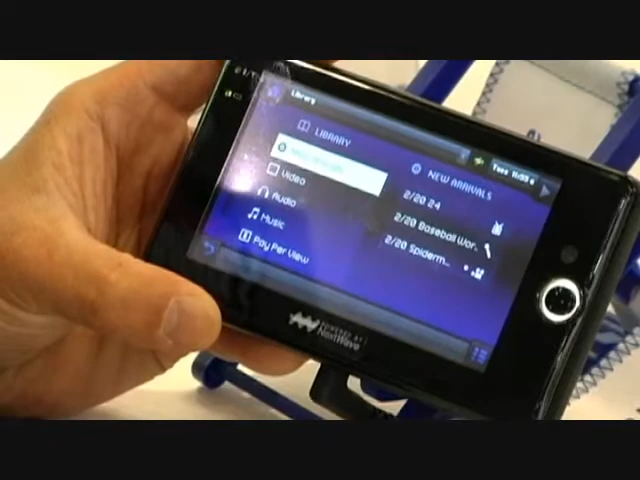 Library
LIBRARY
Video
Audio
Music
Pay Per View
NEW ARRIVALS
2/20 24
2/20 Baseball Wor.
2/20 Spiderm...
POWERED BY
NextWave